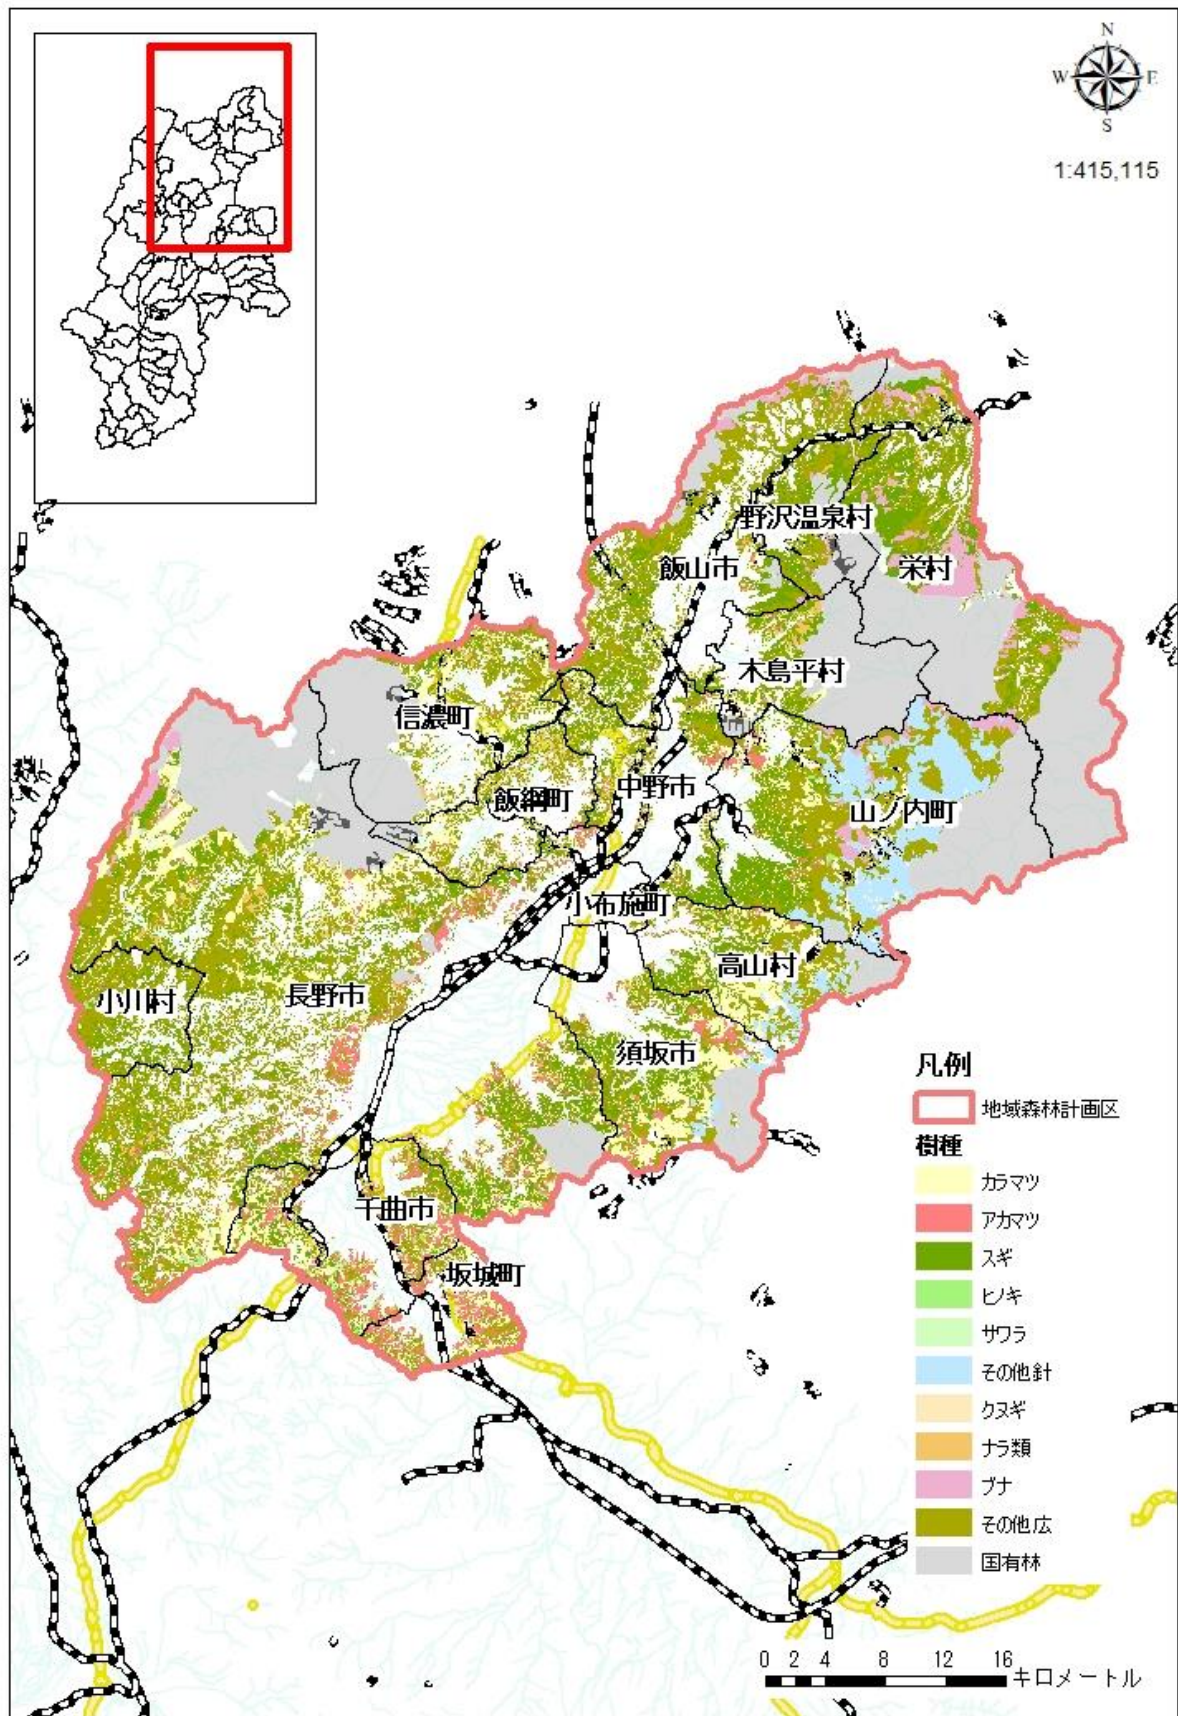 N
W E
S
1:415,115
野沢温泉村
飯山市
栄村
木島平村
信濃町
中野市
飯綱町
山ノ内町
小布施町
高山村
小川村
長野市
須坂市
千曲市
坂城町
凡例
地域森林計画区
樹種
カラマツ
アカマツ
スギ
ヒノキ
サワラ
その他針
クヌギ
ナラ類
ブナ
その他広
国有林
0 2 4 8 12 16
キロメートル